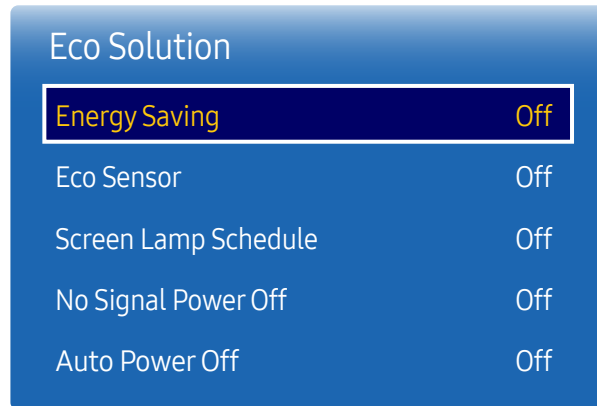 Eco Solution
Energy Saving Off
Eco Sensor Off
Screen Lamp Schedule Off
No Signal Power Off Off
Auto Power Off Off